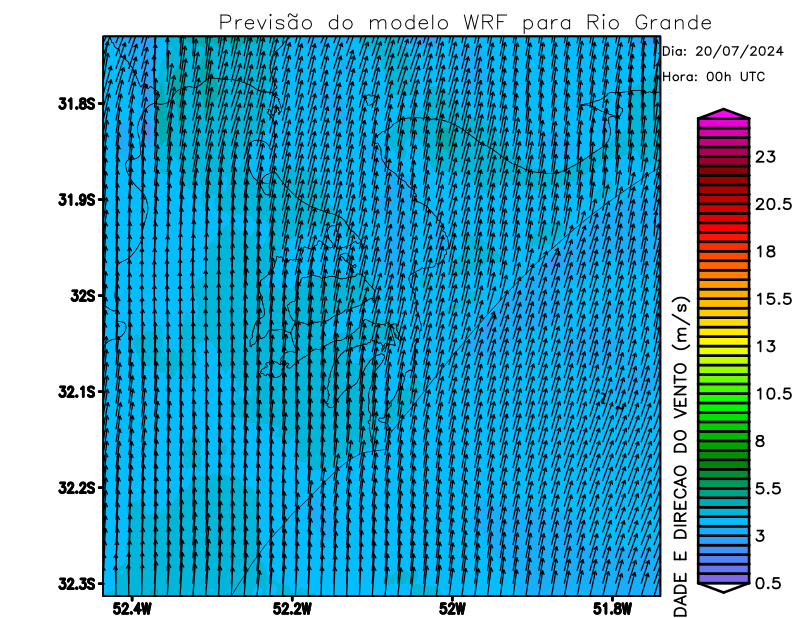 Previsão do modelo WRF para Rio Grande
Dia: 20/07/2024
Hora: 00h UTC
31.8S
31.9S
32S
32.1S
32.2S
32.3S
52.4W
52.2W
52W
51.8W
23
20.5
18
15.5
13
10.5
8
5.5
3
0.5
DADE E DIRECAO DO VENTO (m/s)